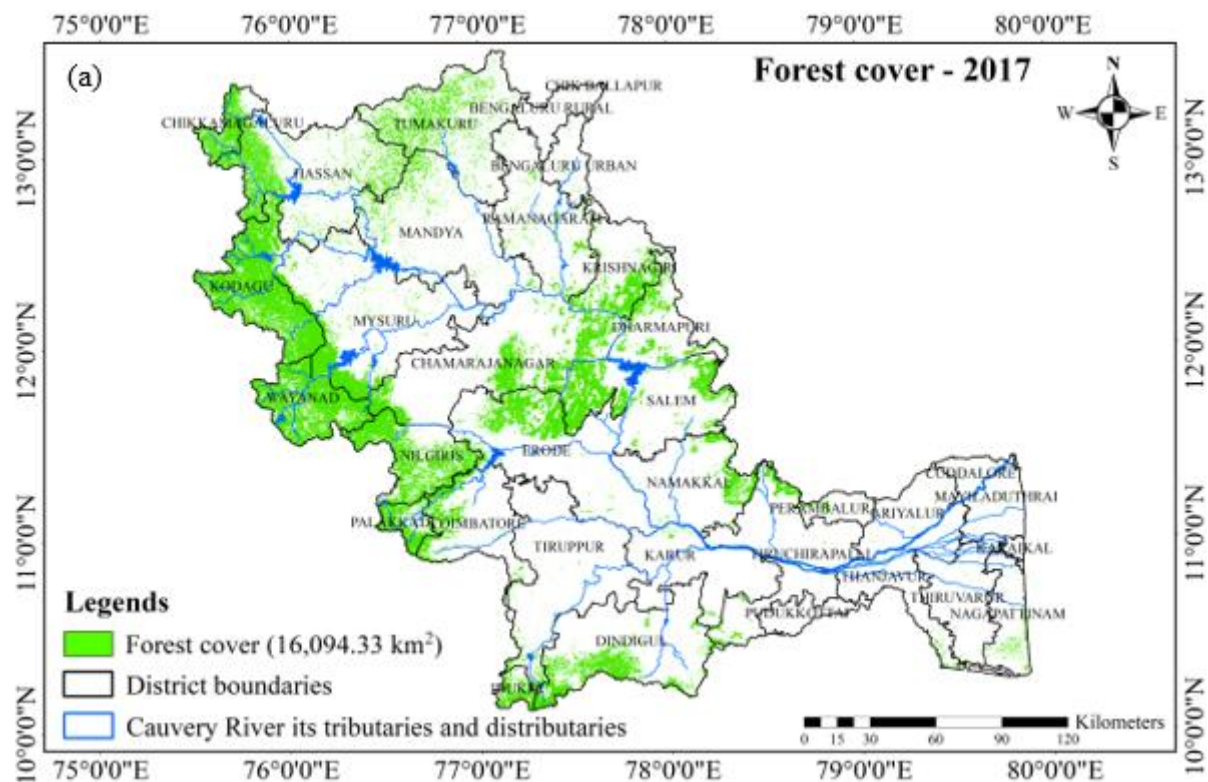 75°0'0"E 76°0'0"E 77°0'0"E 78°0'0"E 79°0'0"E 80°0'0"E
(a)
Forest cover - 2017
N
W E
S
CHIK BALLAPUR
BENGALURU RURAL
CHIKKAMAGALURU
TUMAKURU
BENGALURU URBAN
HASSAN
RAMANAGARAM
MANDYA
KRISHNAGIRI
KODAGU
MYSURU
DHARMAPURI
CHAMARAJANAGAR
WAYANAD
SALEM
NILGIRIS
ERODE
NAMAKKAL
CUDDALORE
MAYILADUTHRAI
PERAMBALUR
ARIYALUR
PALAKKAD
COIMBATORE
TIRUPPUR
KARUR
TIRUCHIRAPALLI
KARAIKAL
THANJAVUR
THIRUVARUR
PUDUKKOTTAI
NAGAPATTINAM
DINDIGUL
IDUKKI
13°0'0"N
12°0'0"N
11°0'0"N
10°0'0"N
13°0'0"N
12°0'0"N
11°0'0"N
10°0'0"N
Legends
Forest cover (16,094.33 km²)
District boundaries
Cauvery River its tributaries and distributaries
Kilometers
0 15 30 60 90 120
75°0'0"E 76°0'0"E 77°0'0"E 78°0'0"E 79°0'0"E 80°0'0"E